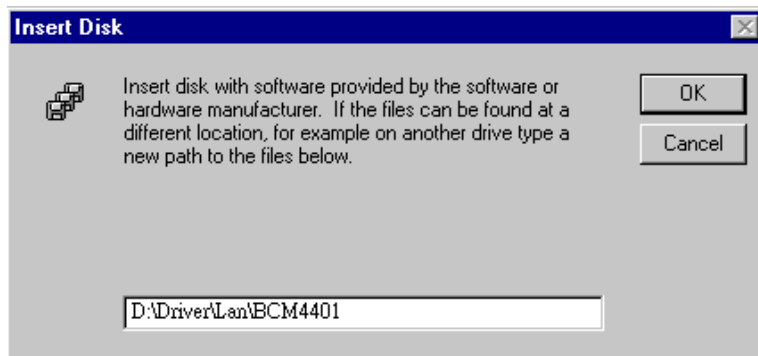 Insert Disk
Insert disk with software provided by the software or
hardware manufacturer.  If the files can be found at a
different location, for example on another drive type a
new path to the files below.
OK
Cancel
D:\Driver\Lan\BCM4401